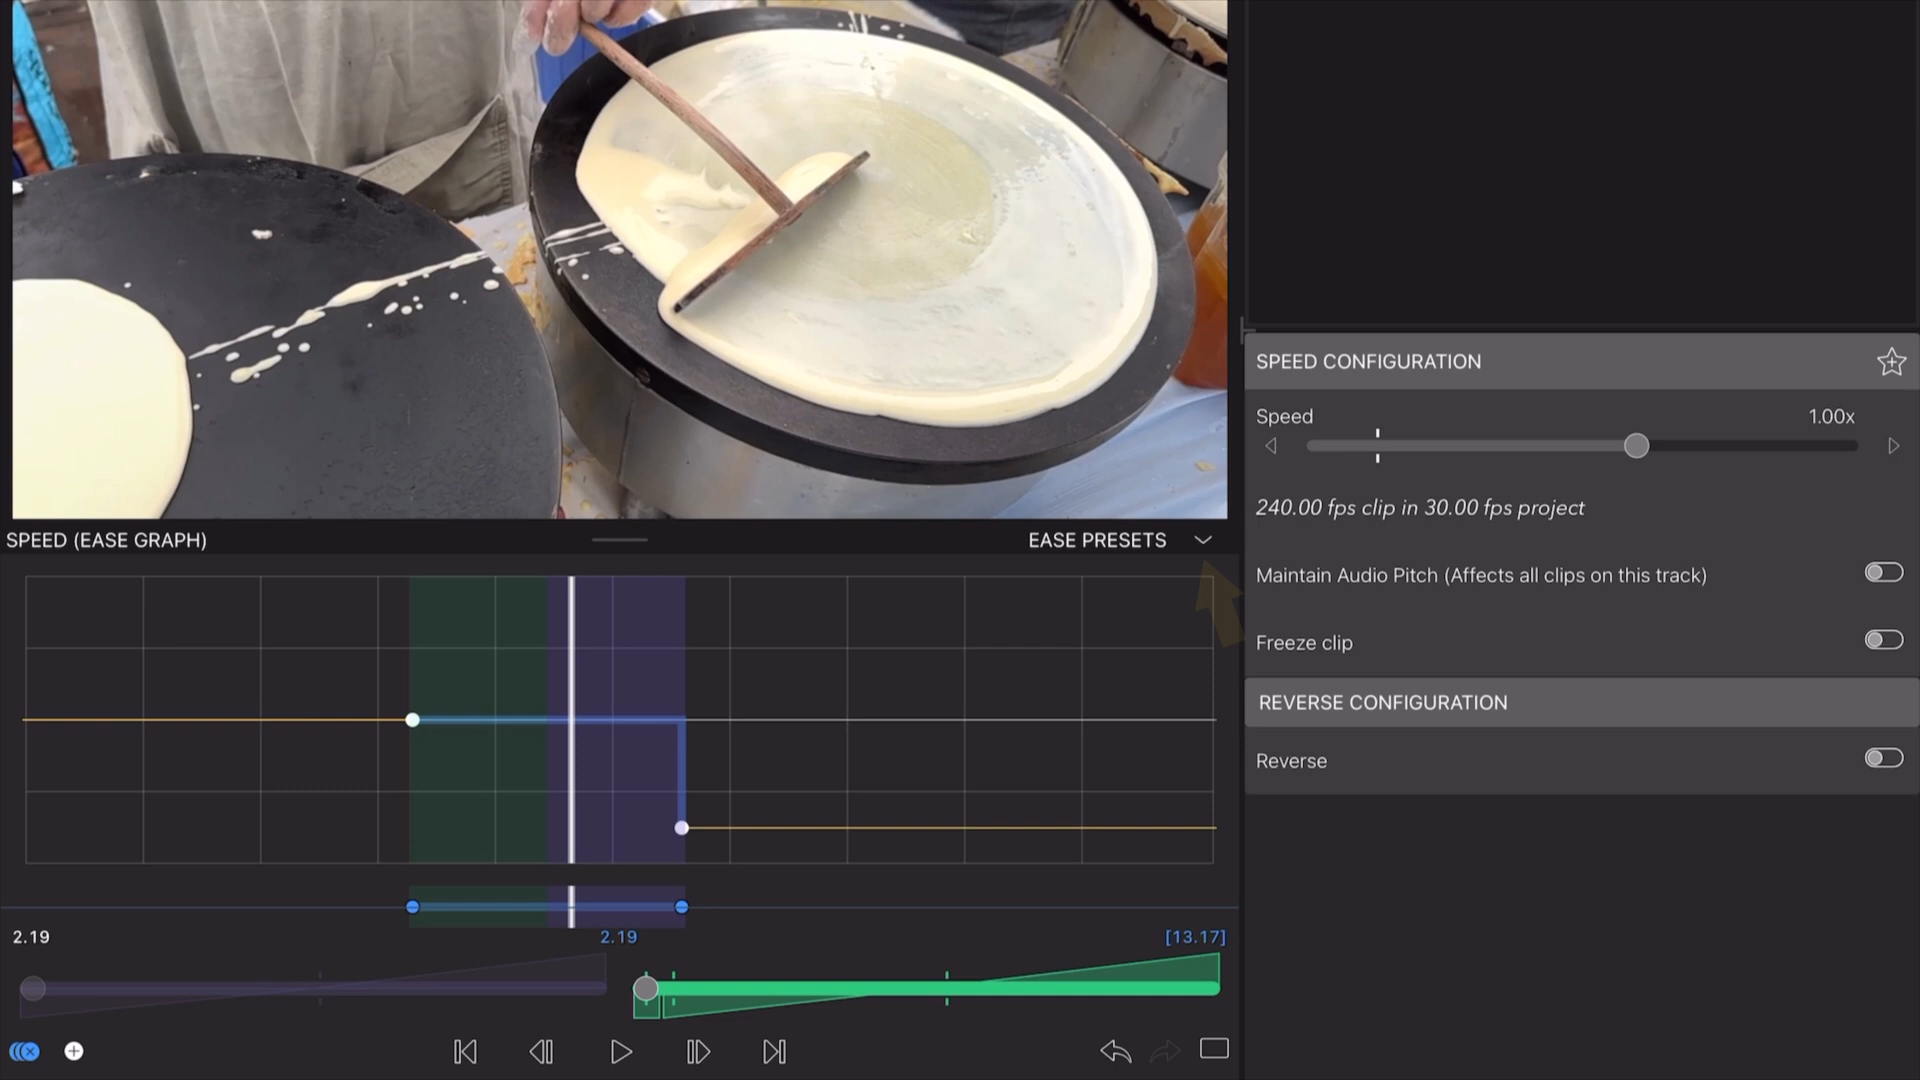 SPEED CONFIGURATION
Speed 1.00x
240.00 fps clip in 30.00 fps project
SPEED (EASE GRAPH) EASE PRESETS
Maintain Audio Pitch (Affects all clips on this track)
Freeze clip
REVERSE CONFIGURATION
Reverse
2.19 2.19 [13.17]